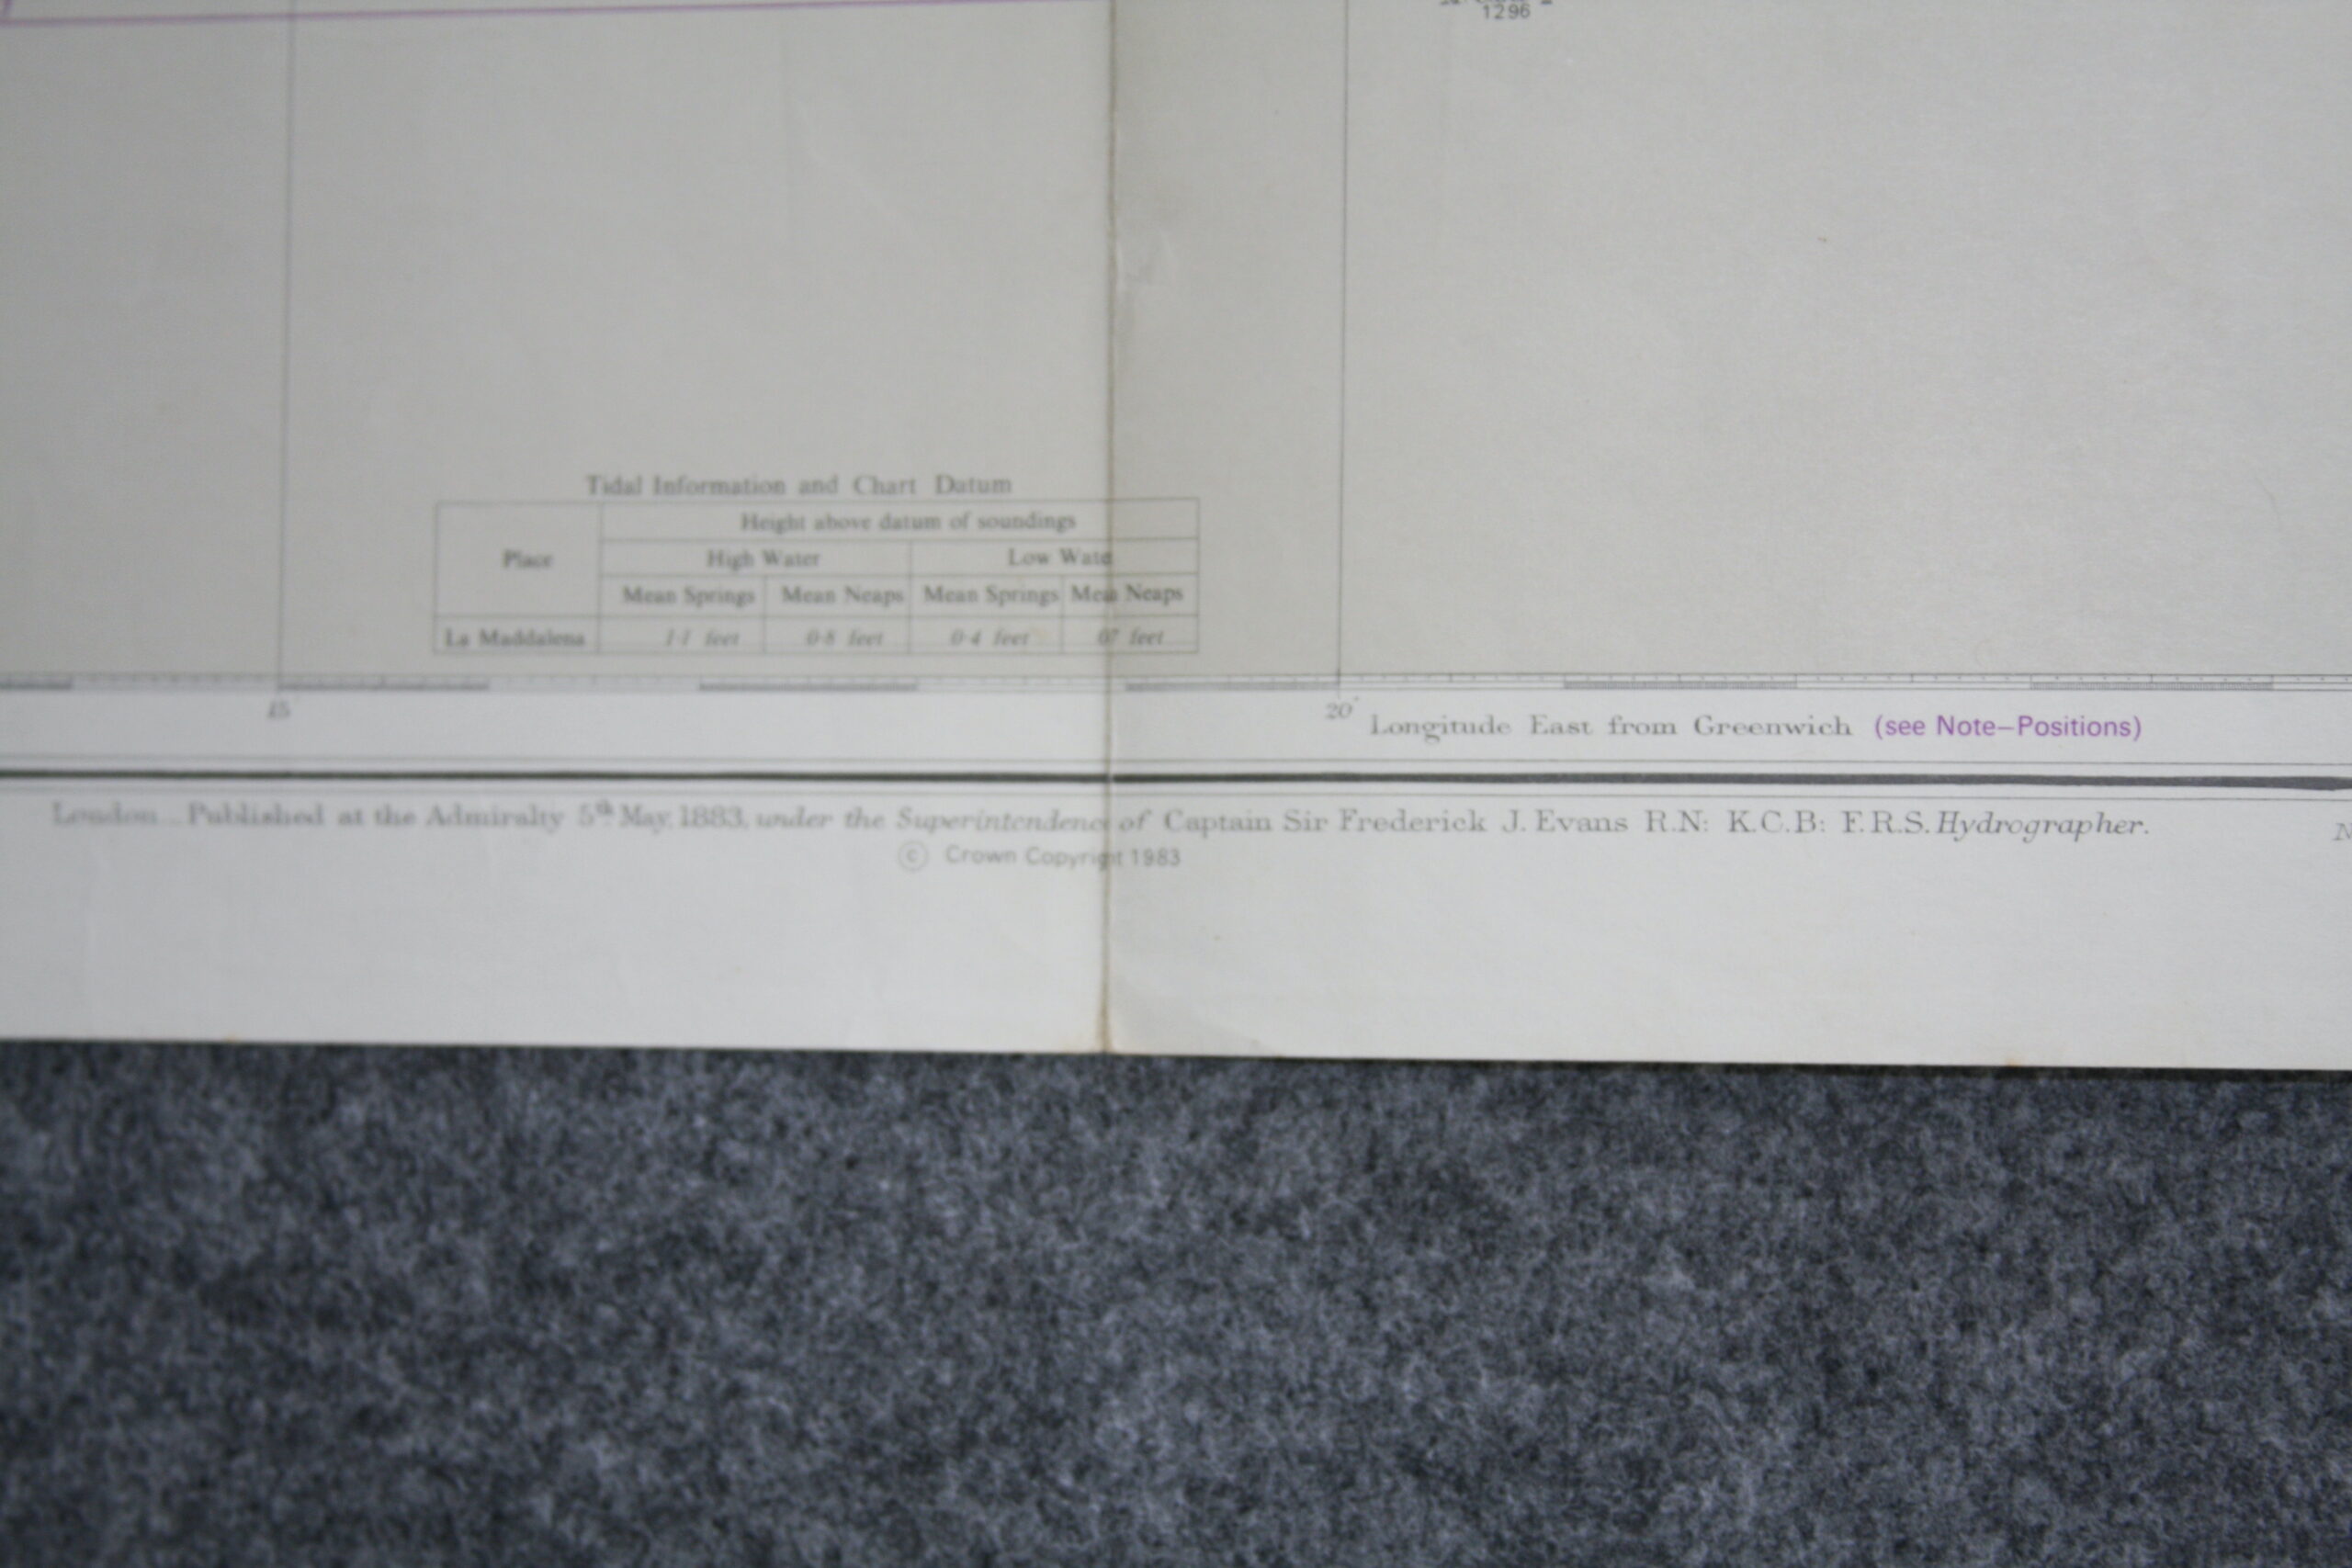 1296
Tidal Information and Chart Datum
Place
Height above datum of soundings
High Water
Low Wate
Mean Springs
Mean Neaps
Mean Springs
Mean Neaps
La Maddalena
1·1 feet
0·8 feet
0·4 feet
07 feet
15
20°
Longitude East from Greenwich (see Note–Positions)
London. Published at the Admiralty 5th May, 1883, under the Superintendenc of Captain Sir Frederick J. Evans R.N: K.C.B: F.R.S. Hydrographer.
© Crown Copyright 1983